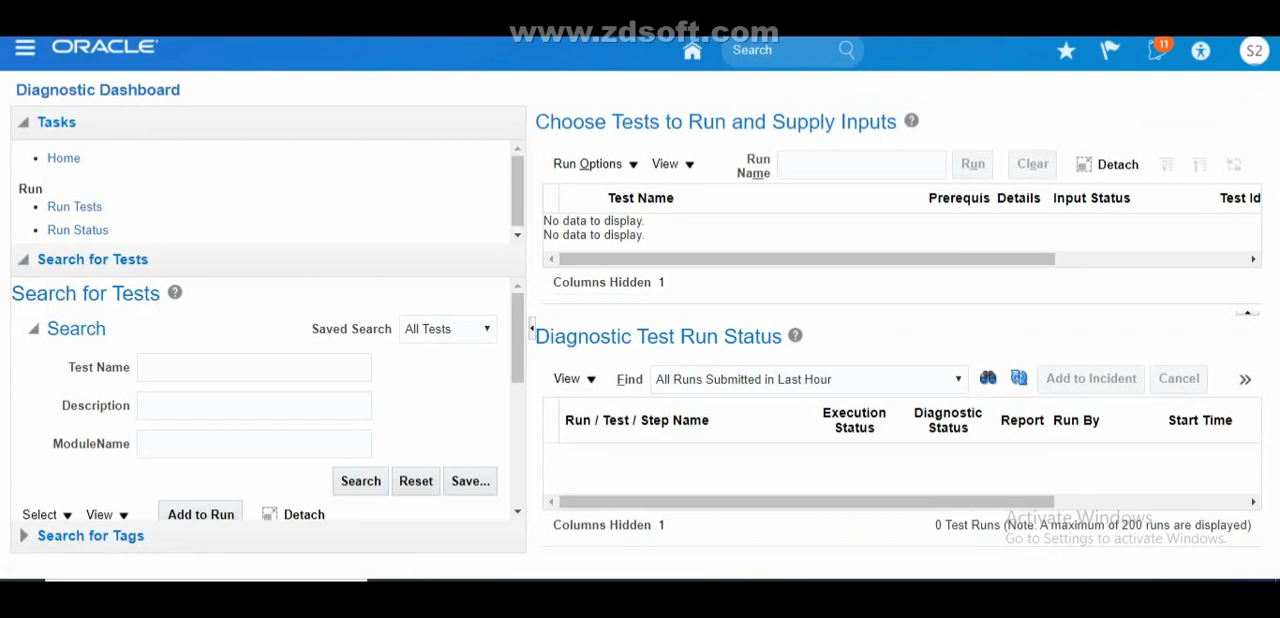 www.zdsoft.com
ORACLE
Search
11
S2
Diagnostic Dashboard
Tasks
Home
Run
Run Tests
Run Status
Search for Tests
Search for Tests ?
Search
Saved Search All Tests
Test Name
Description
ModuleName
Search Reset Save...
Select View Add to Run Detach
Search for Tags
Choose Tests to Run and Supply Inputs ?
Run Options View Run Name Run Clear Detach
Test Name Prerequis Details Input Status Test Id
No data to display.
No data to display.
Columns Hidden 1
Diagnostic Test Run Status ?
View Find All Runs Submitted in Last Hour Add to Incident Cancel »
Run / Test / Step Name Execution Status Diagnostic Status Report Run By Start Time
Columns Hidden 1 0 Test Runs (Note: A maximum of 200 runs are displayed)
Activate Windows
Go to Settings to activate Windows.